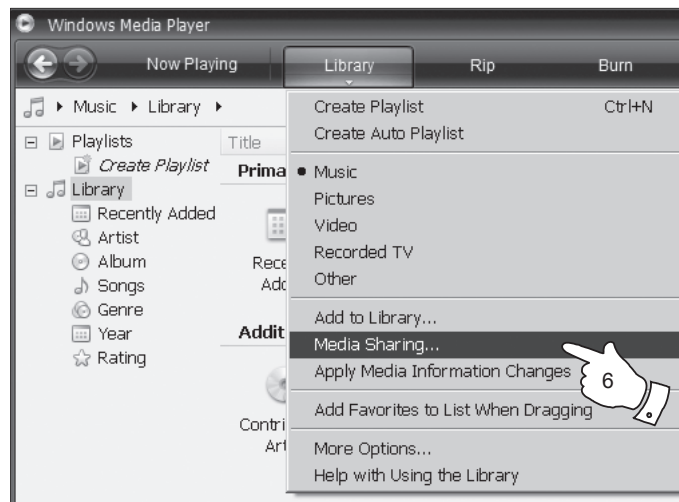 Windows Media Player
Now Playing Library Rip Burn
Music Library
Playlists
Create Playlist
Library
Recently Added
Artist
Album
Songs
Genre
Year
Rating
Title
Create Playlist Ctrl+N
Create Auto Playlist
Music
Pictures
Video
Recorded TV
Other
Add to Library...
Media Sharing...
Apply Media Information Changes
Add Favorites to List When Dragging
More Options...
Help with Using the Library
Prima
Rece
Add
Addit
Contri
Art
6